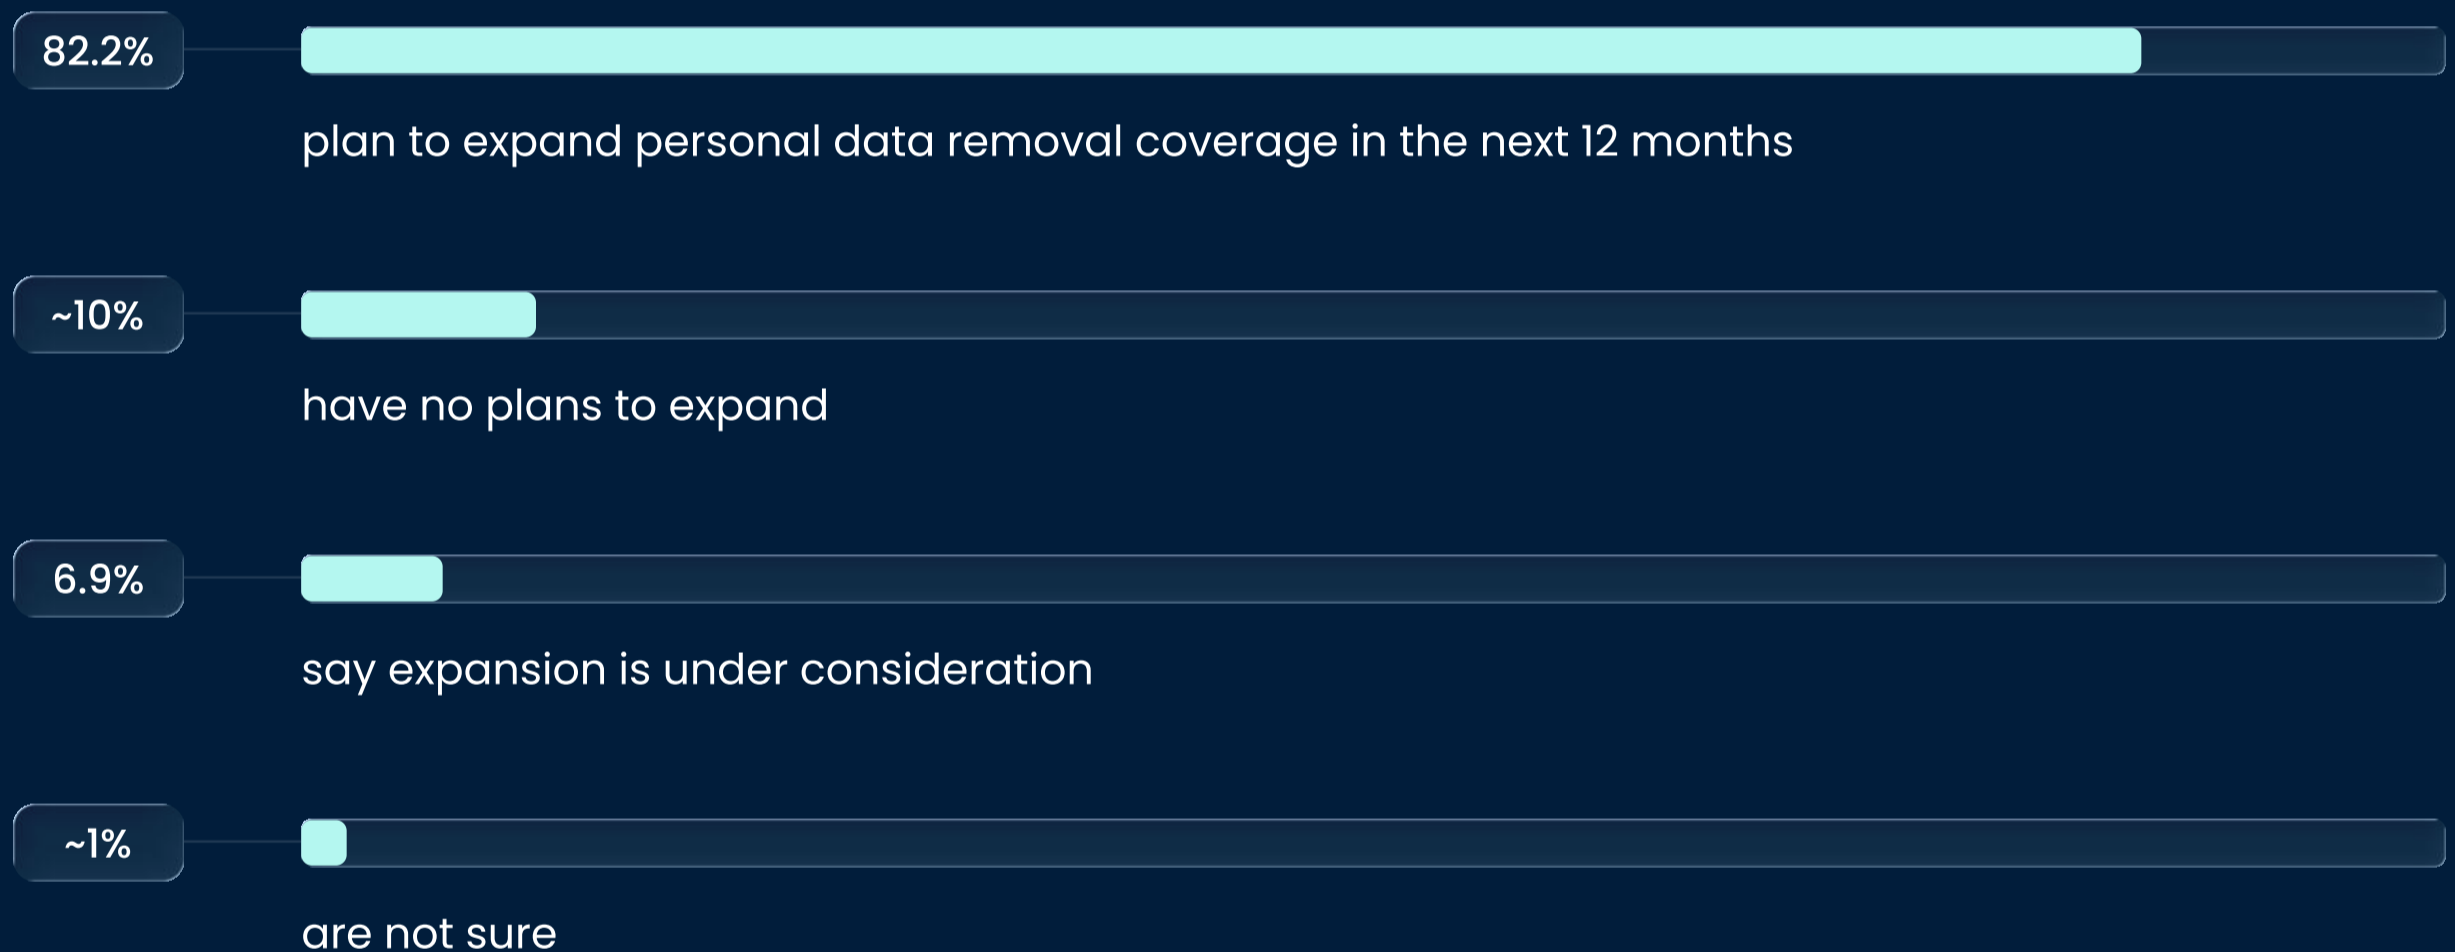 82.2%
plan to expand personal data removal coverage in the next 12 months
~10%
have no plans to expand
6.9%
say expansion is under consideration
~1%
are not sure